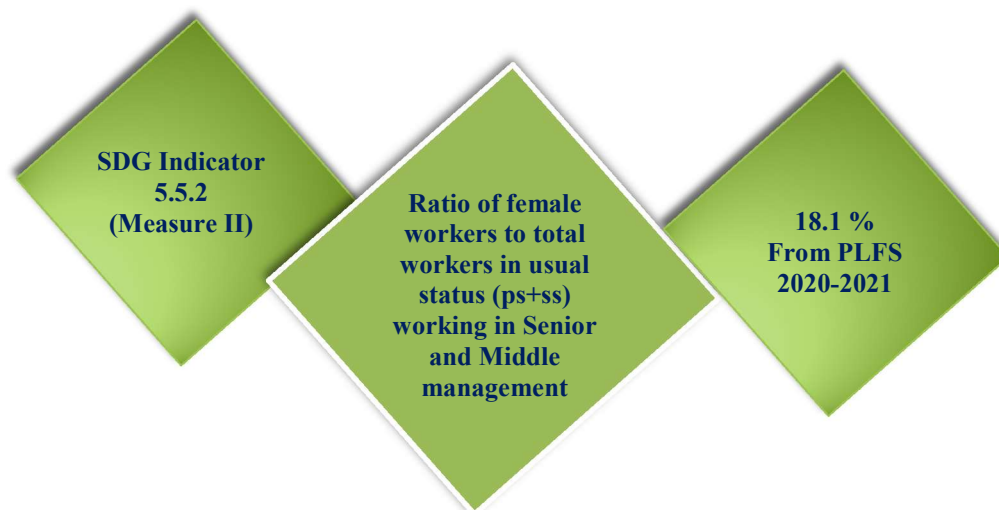 SDG Indicator
5.5.2
(Measure II)
Ratio of female
workers to total
workers in usual
status (ps+ss)
working in Senior
and Middle
management
18.1 %
From PLFS
2020-2021